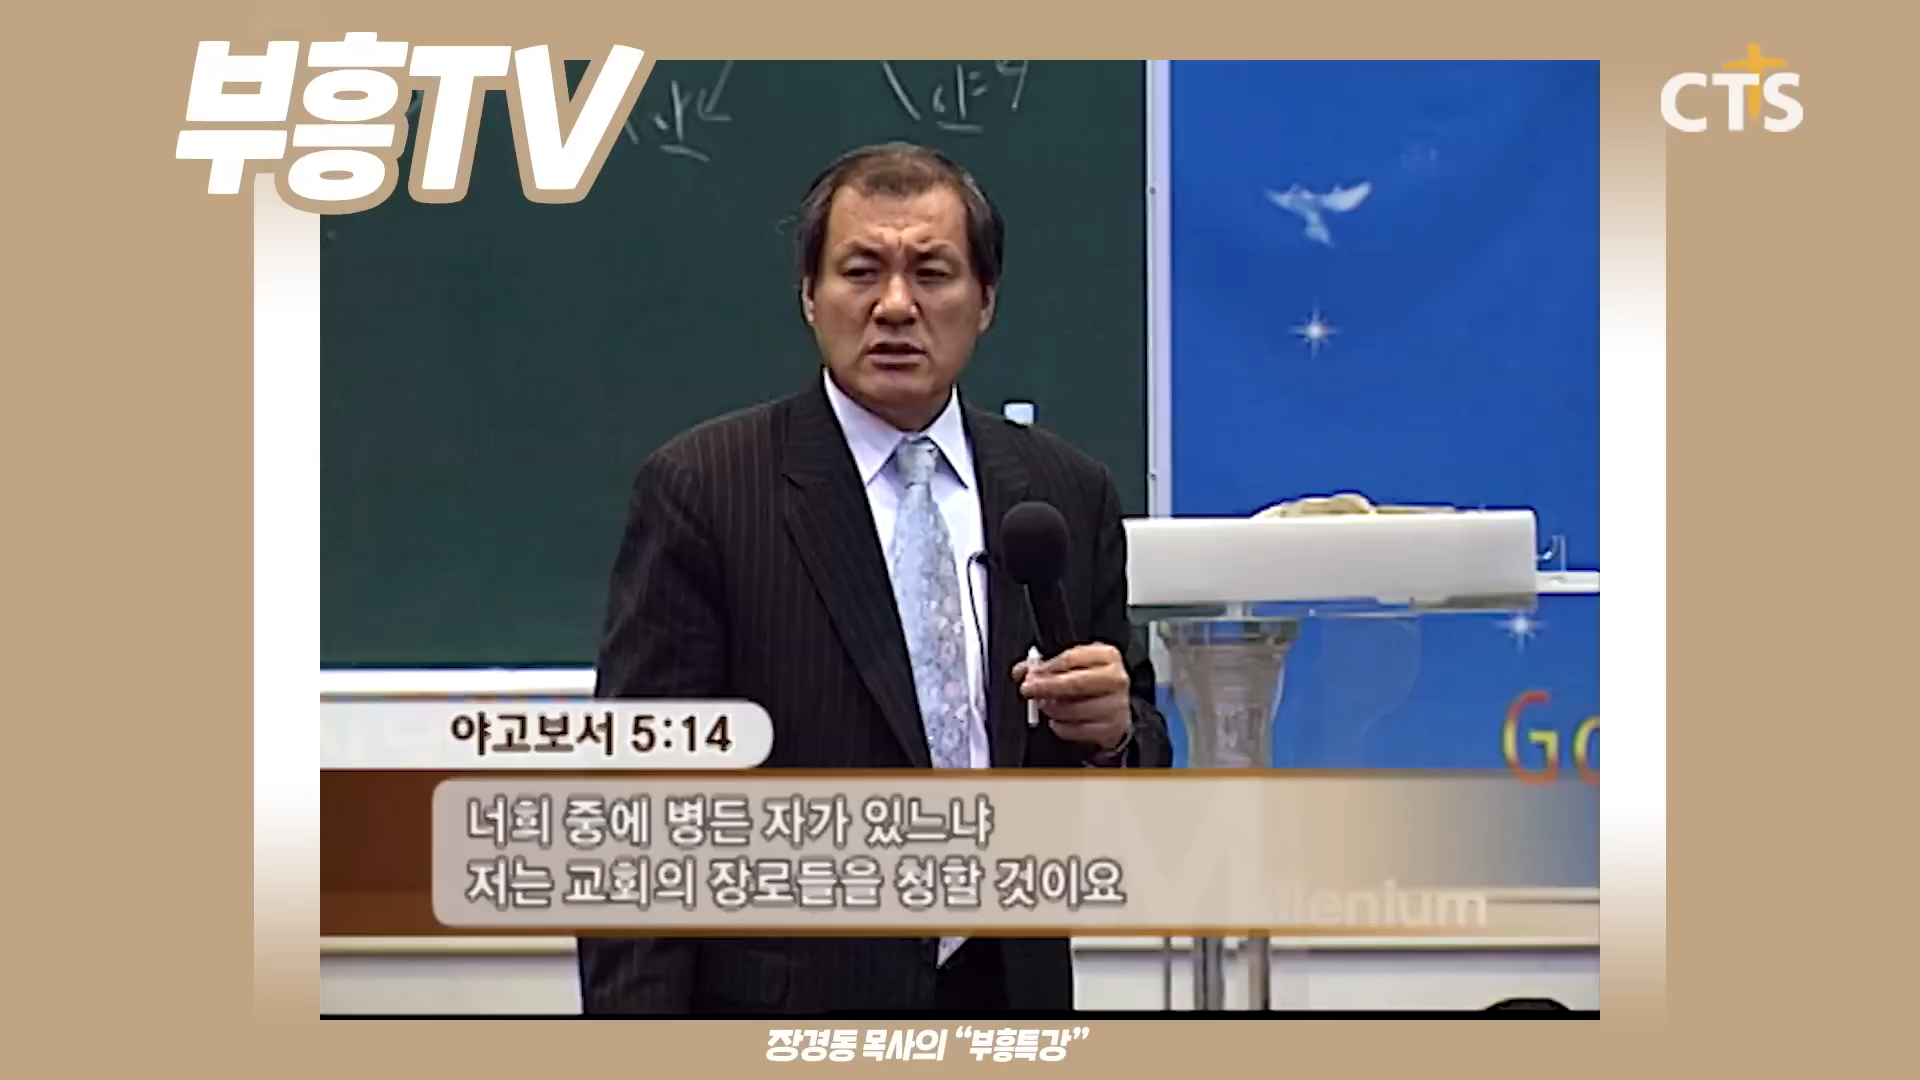 부흥TV
CTS
야고보서 5:14
너희 중에 병든 자가 있느냐
저는 교회의 장로들을 청할 것이요
Go
Millenium
장경동 목사의 “부흥특강”